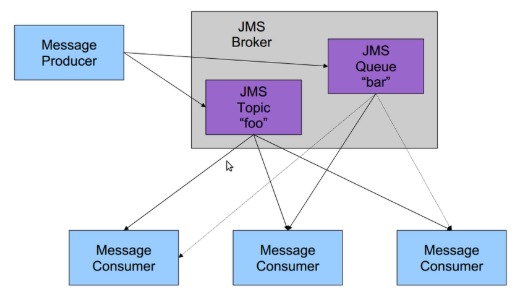 Message
Producer
JMS
Broker
JMS
Queue
“bar”
JMS
Topic
“foo”
Message
Consumer
Message
Consumer
Message
Consumer